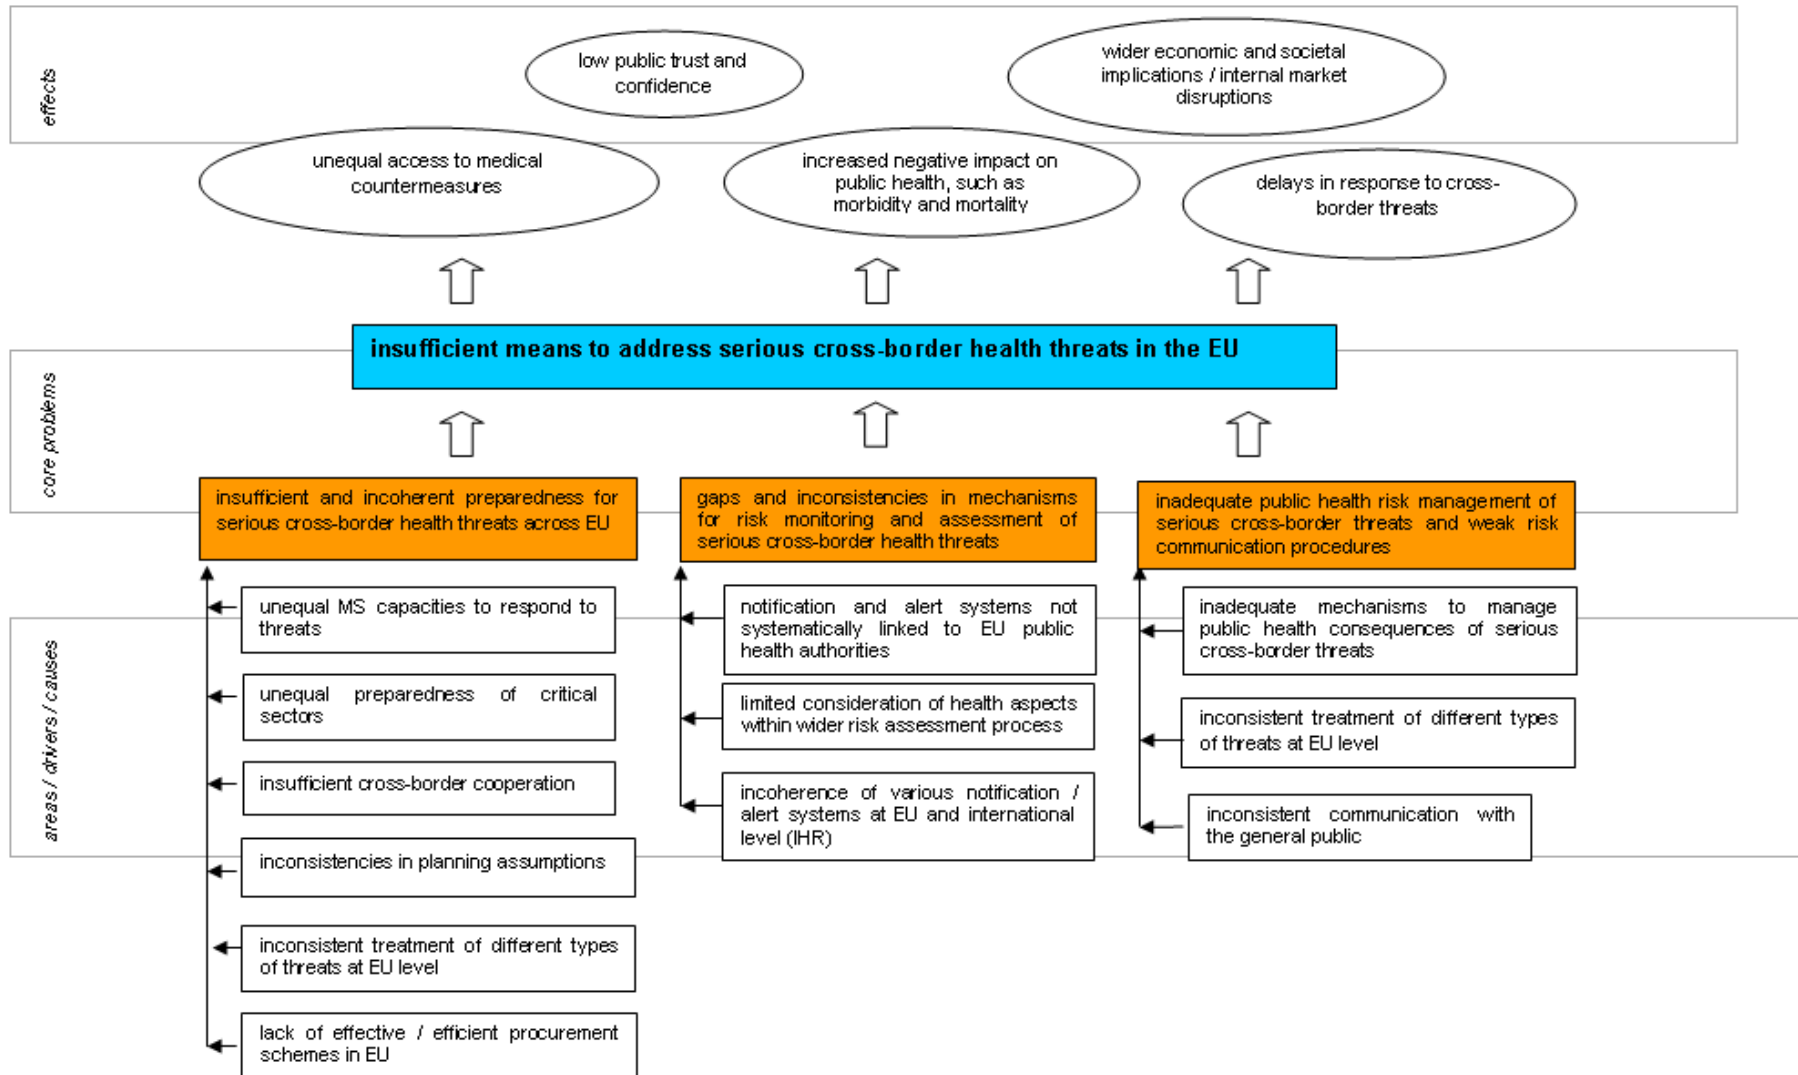 effects
low public trust and
confidence
wider economic and societal
implications / internal market
disruptions
unequal access to medical
countermeasures
increased negative impact on
public health, such as
morbidity and mortality
delays in response to cross-
border threats
core problems
insufficient means to address serious cross-border health threats in the EU
insufficient and incoherent preparedness for
serious cross-border health threats across EU
gaps and inconsistencies in mechanisms
for risk monitoring and assessment of
serious cross-border health threats
inadequate public health risk management of
serious cross-border threats and weak risk
communication procedures
areas / drivers / causes
unequal MS capacities to respond to
threats
unequal preparedness of critical
sectors
insufficient cross-border cooperation
inconsistencies in planning assumptions
inconsistent treatment of different types
of threats at EU level
lack of effective / efficient procurement
schemes in EU
notification and alert systems not
systematically linked to EU public
health authorities
limited consideration of health aspects
within wider risk assessment process
incoherence of various notification /
alert systems at EU and international
level (IHR)
inadequate mechanisms to manage
public health consequences of serious
cross-border threats
inconsistent treatment of different types
of threats at EU level
inconsistent communication with
the general public